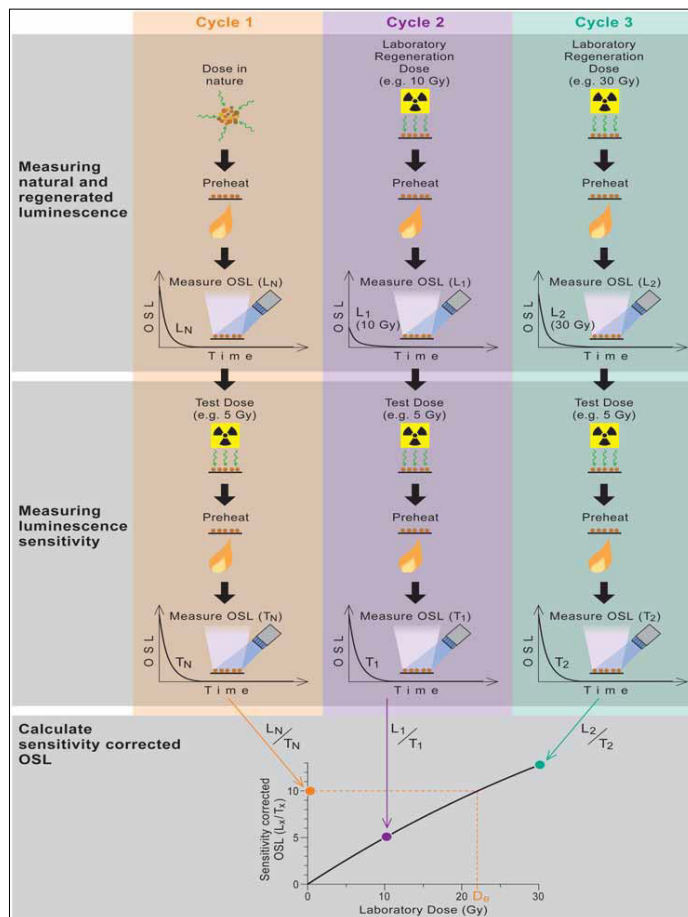 Cycle 1
Cycle 2
Cycle 3
Dose in
nature
Laboratory
Regeneration
Dose
(e.g. 10 Gy)
Laboratory
Regeneration
Dose
(e.g. 30 Gy)
Measuring
natural and
regenerated
luminescence
Preheat
Preheat
Preheat
Measure OSL (LN)
OSL
LN
Time
Measure OSL (L1)
OSL
L1
(10 Gy)
Time
Measure OSL (L2)
OSL
L2
(30 Gy)
Time
Test Dose
(e.g. 5 Gy)
Test Dose
(e.g. 5 Gy)
Test Dose
(e.g. 5 Gy)
Measuring
luminescence
sensitivity
Preheat
Preheat
Preheat
Measure OSL (TN)
OSL
TN
Time
Measure OSL (T1)
OSL
T1
Time
Measure OSL (T2)
OSL
T2
Time
Calculate
sensitivity corrected
OSL
LN/TN
L1/T1
L2/T2
Sensitivity corrected
OSL (Lx/Tx)
10
5
0
0
10
20
De
30
Laboratory Dose (Gy)